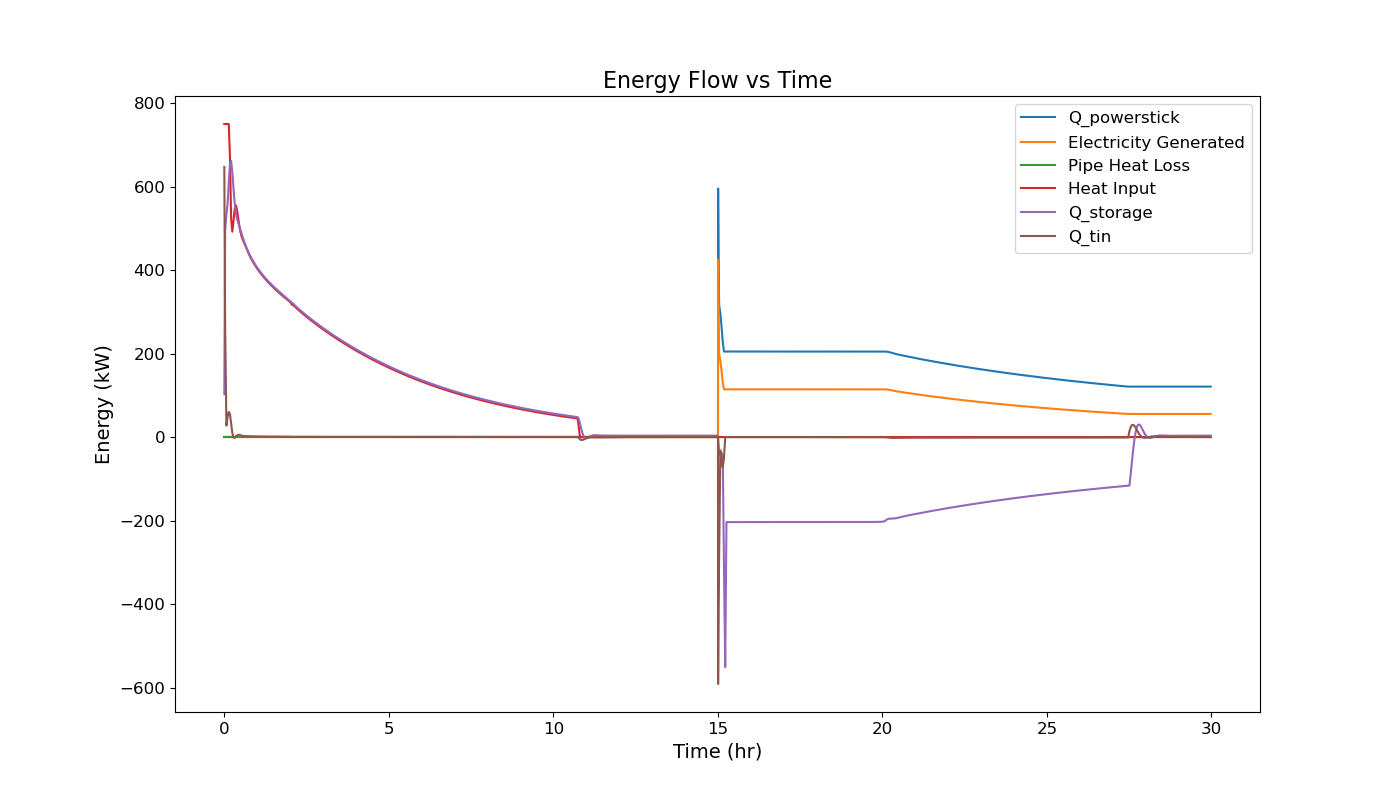 Energy Flow vs Time
Energy (kW)
800
600
400
200
0
−200
−400
−600
Q_powerstick
Electricity Generated
Pipe Heat Loss
Heat Input
Q_storage
Q_tin
0 5 10 15 20 25 30
Time (hr)